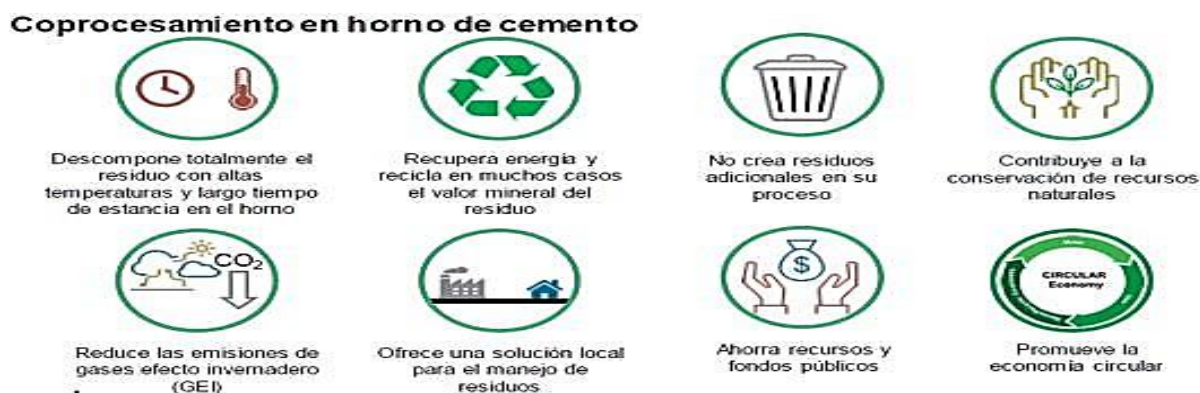 Coprocesamiento en horno de cemento
Descompone totalmente el
residuo con altas
temperaturas y largo tiempo
de estancia en el horno
Recupera energía y
recicla en muchos casos
el valor mineral del
residuo
No crea residuos
adicionales en su
proceso
Contribuye a la
conservación de recursos
naturales
CO₂
$
CIRCULAR
Economy
Reduce las emisiones de
gases efecto invernadero
(GEI)
Ofrece una solución local
para el manejo de
residuos
Ahorra recursos y
fondos públicos
Promueve la
economía circular